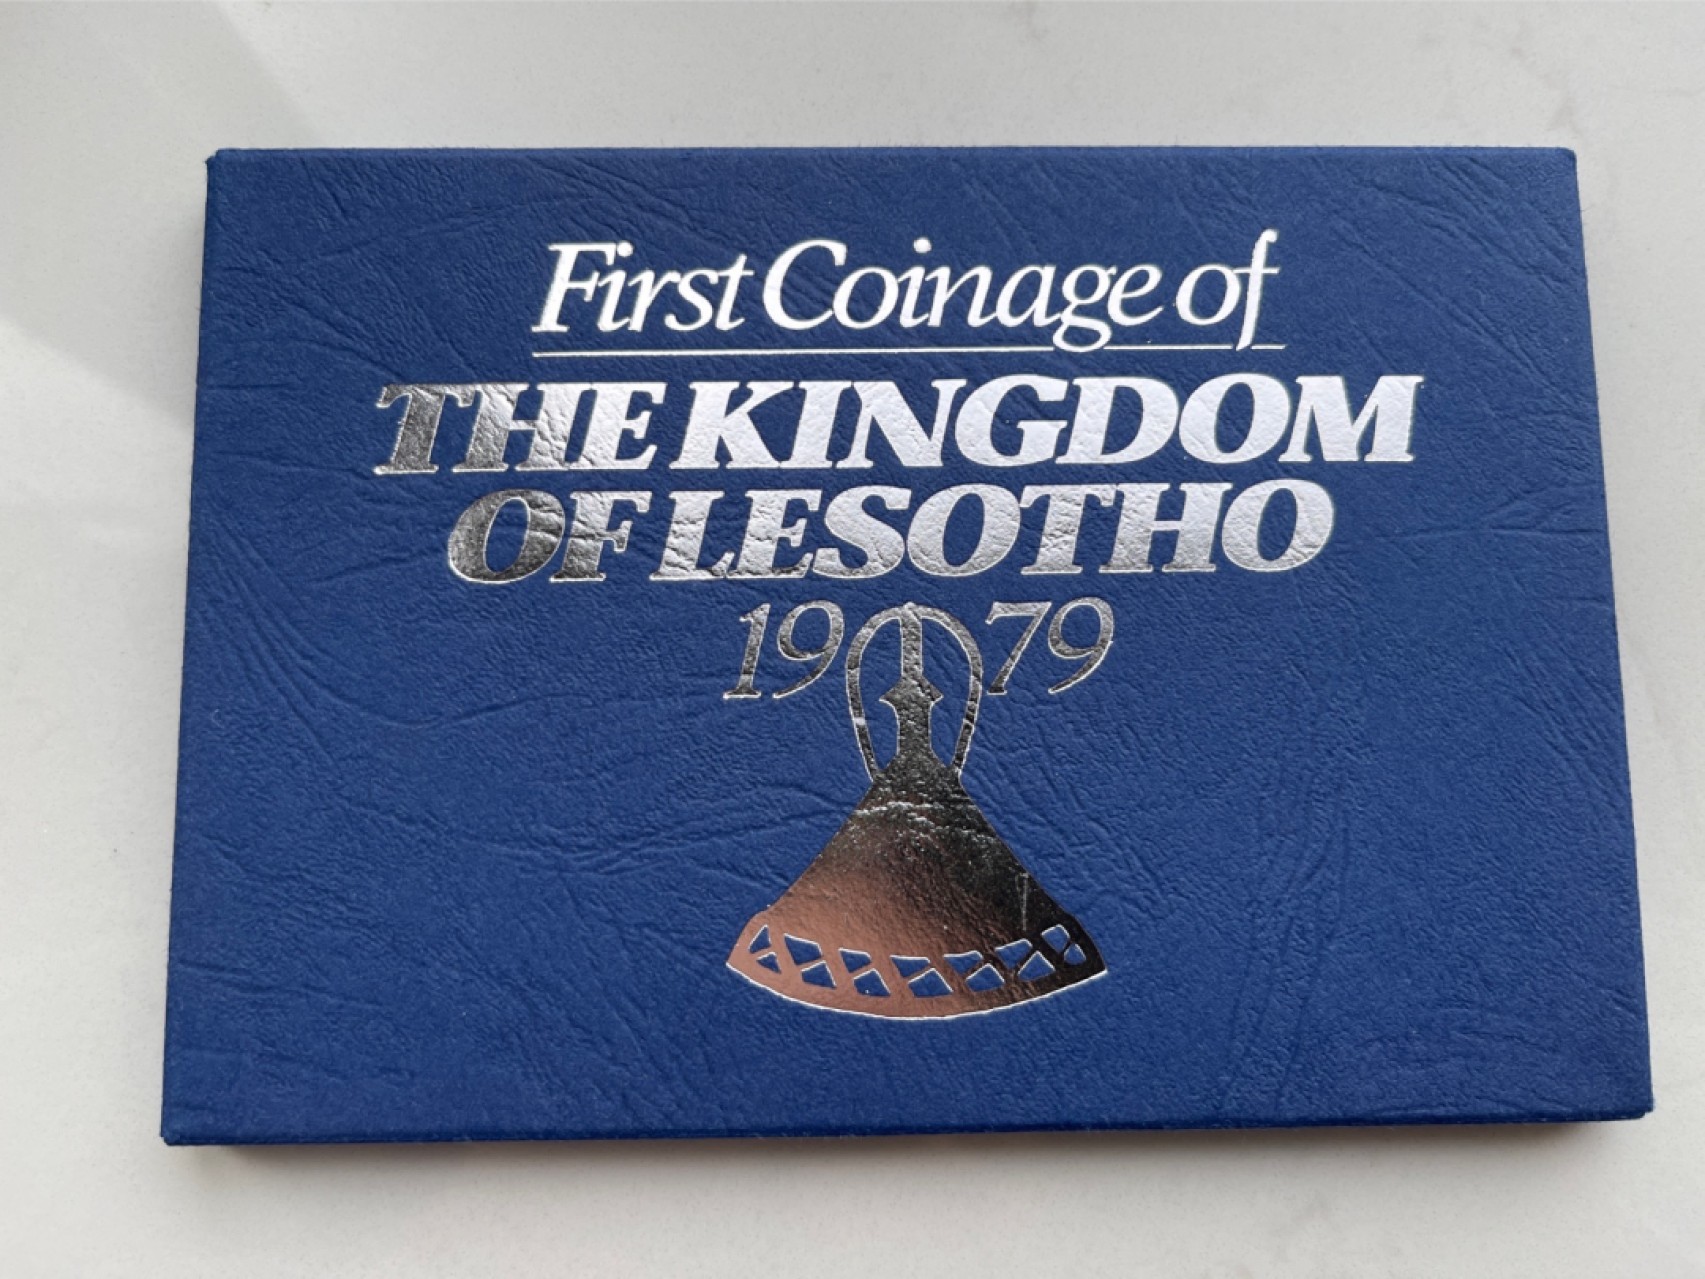 First Coinage of
THE KINGDOM
OF LESOTHO
1979